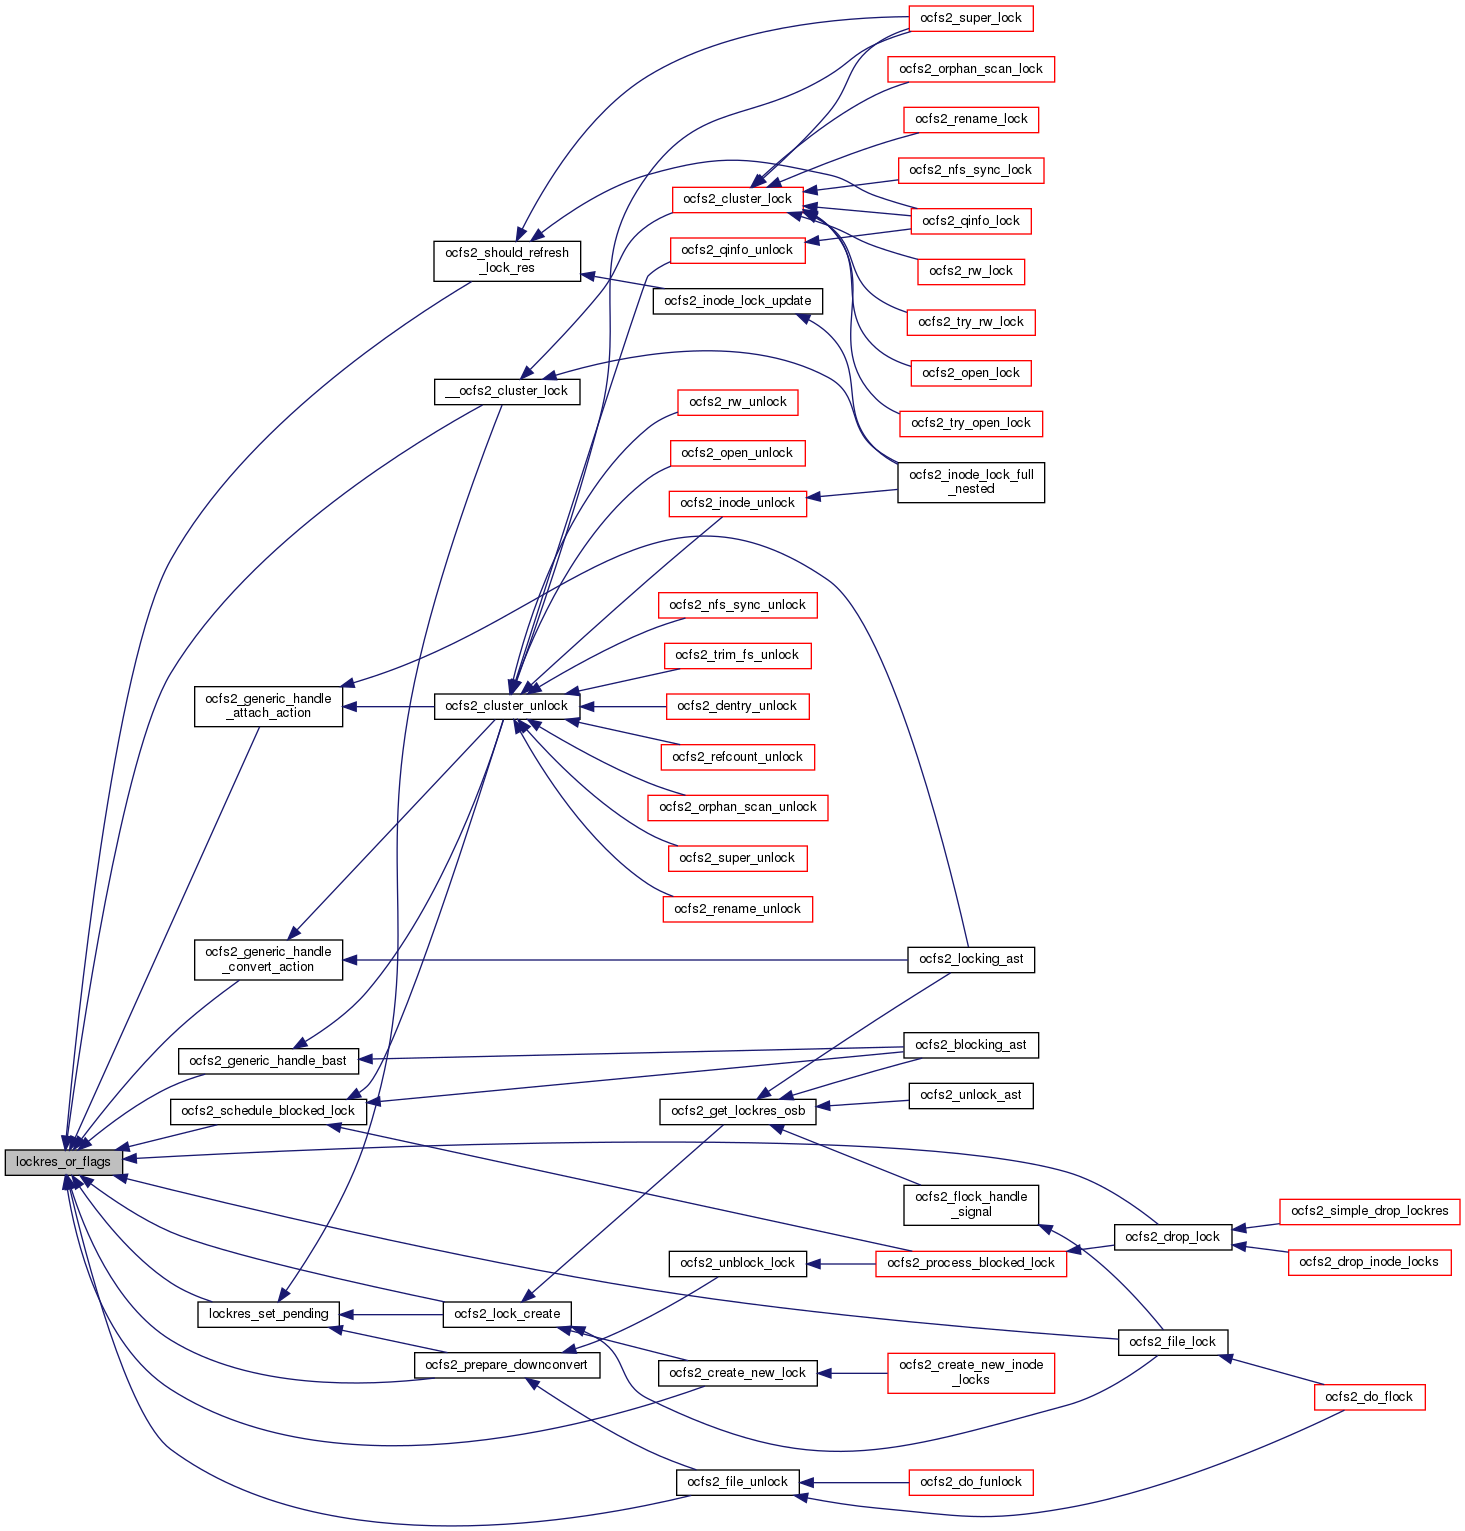 ocfs2_super_lock
ocfs2_orphan_scan_lock
ocfs2_rename_lock
ocfs2_nfs_sync_lock
ocfs2_cluster_lock
ocfs2_qinfo_lock
ocfs2_should_refresh
_lock_res
ocfs2_qinfo_unlock
ocfs2_rw_lock
ocfs2_inode_lock_update
ocfs2_try_rw_lock
ocfs2_open_lock
__ocfs2_cluster_lock
ocfs2_rw_unlock
ocfs2_try_open_lock
ocfs2_open_unlock
ocfs2_inode_lock_full
_nested
ocfs2_inode_unlock
ocfs2_nfs_sync_unlock
ocfs2_trim_fs_unlock
ocfs2_generic_handle
_attach_action
ocfs2_cluster_unlock
ocfs2_dentry_unlock
ocfs2_refcount_unlock
ocfs2_orphan_scan_unlock
ocfs2_super_unlock
ocfs2_rename_unlock
ocfs2_generic_handle
_convert_action
ocfs2_locking_ast
ocfs2_generic_handle_bast
ocfs2_blocking_ast
ocfs2_schedule_blocked_lock
ocfs2_get_lockres_osb
ocfs2_unlock_ast
lockres_or_flags
ocfs2_flock_handle
_signal
ocfs2_simple_drop_lockres
ocfs2_drop_lock
ocfs2_unblock_lock
ocfs2_process_blocked_lock
ocfs2_drop_inode_locks
lockres_set_pending
ocfs2_lock_create
ocfs2_file_lock
ocfs2_prepare_downconvert
ocfs2_create_new_lock
ocfs2_create_new_inode
_locks
ocfs2_do_flock
ocfs2_file_unlock
ocfs2_do_funlock